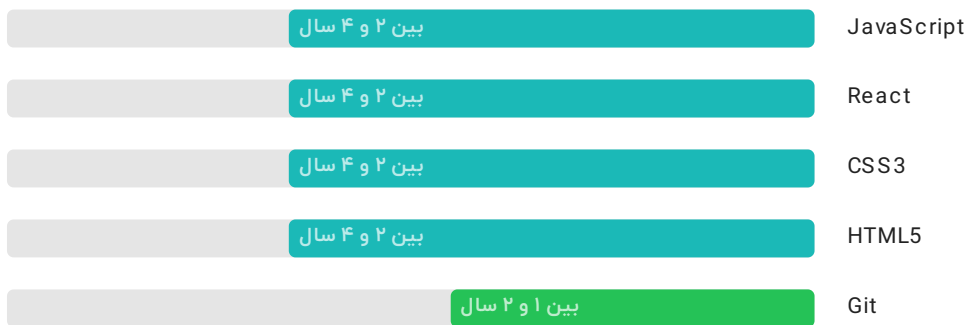 JavaScript بین ۲ و ۴ سال
React بین ۲ و ۴ سال
CSS3 بین ۲ و ۴ سال
HTML5 بین ۲ و ۴ سال
Git بین ۱ و ۲ سال